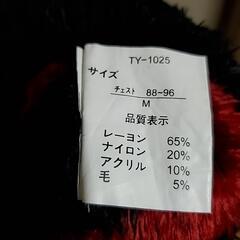 TY-1025
サイズ
チェスト 88~96
M
品質表示
レーヨン 65%
ナイロン 20%
アクリル 10%
毛 5%